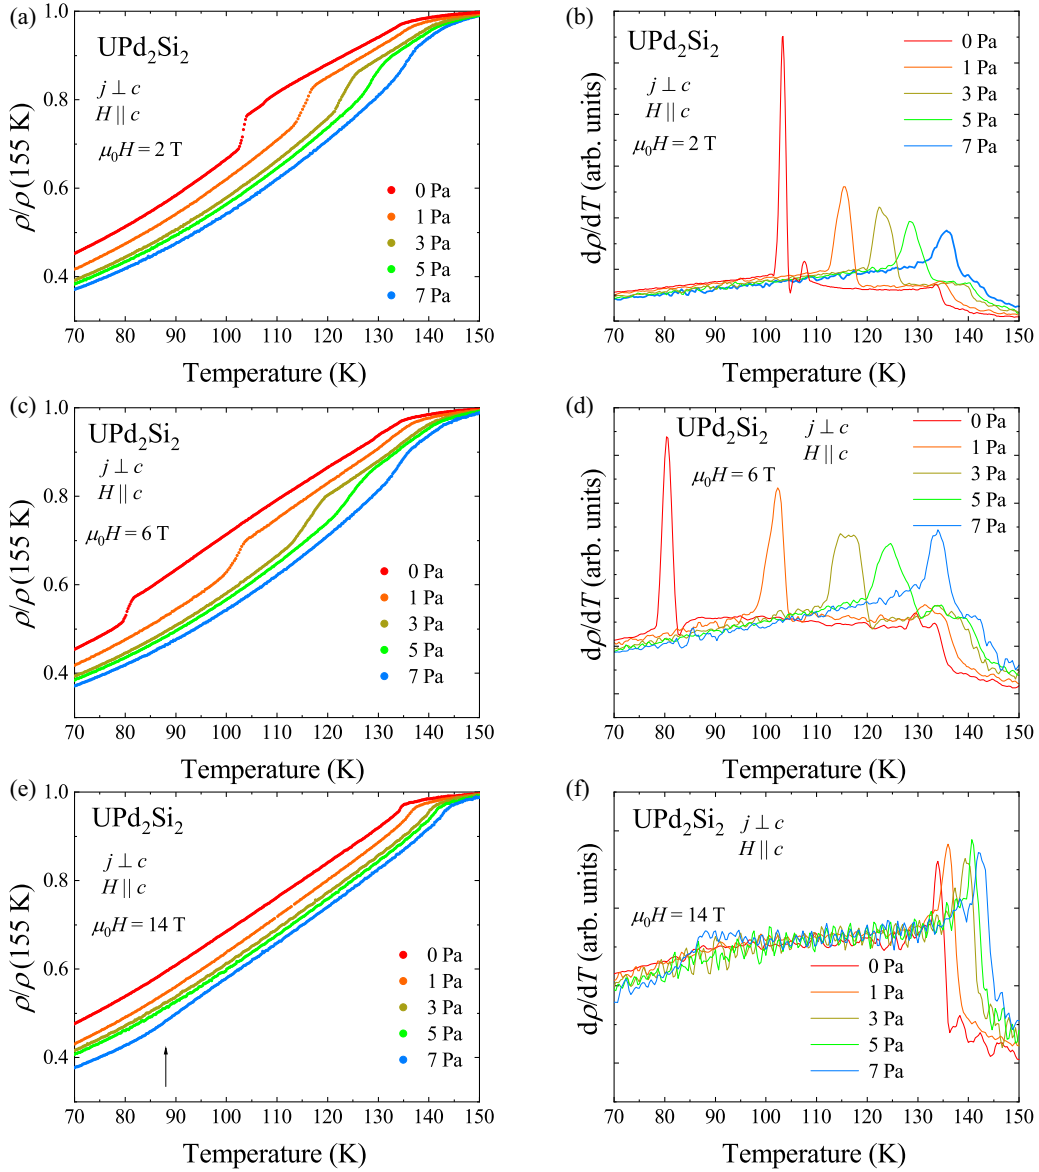 (a)
1.0
0.8
0.6
0.4
ρ/ρ (155 K)
UPd2Si2
j ⊥ c
H || c
μ0H = 2 T
0 Pa
1 Pa
3 Pa
5 Pa
7 Pa
70 80 90 100 110 120 130 140 150
Temperature (K)
(b)
dρ/dT (arb. units)
UPd2Si2
j ⊥ c
H || c
μ0H = 2 T
0 Pa
1 Pa
3 Pa
5 Pa
7 Pa
70 80 90 100 110 120 130 140 150
Temperature (K)
(c)
1.0
0.8
0.6
0.4
ρ/ρ (155 K)
UPd2Si2
j ⊥ c
H || c
μ0H = 6 T
0 Pa
1 Pa
3 Pa
5 Pa
7 Pa
70 80 90 100 110 120 130 140 150
Temperature (K)
(d)
dρ/dT (arb. units)
UPd2Si2
j ⊥ c
H || c
μ0H = 6 T
0 Pa
1 Pa
3 Pa
5 Pa
7 Pa
70 80 90 100 110 120 130 140 150
Temperature (K)
(e)
1.0
0.8
0.6
0.4
ρ/ρ (155 K)
UPd2Si2
j ⊥ c
H || c
μ0H = 14 T
0 Pa
1 Pa
3 Pa
5 Pa
7 Pa
70 80 90 100 110 120 130 140 150
Temperature (K)
(f)
dρ/dT (arb. units)
UPd2Si2
j ⊥ c
H || c
μ0H = 14 T
0 Pa
1 Pa
3 Pa
5 Pa
7 Pa
70 80 90 100 110 120 130 140 150
Temperature (K)